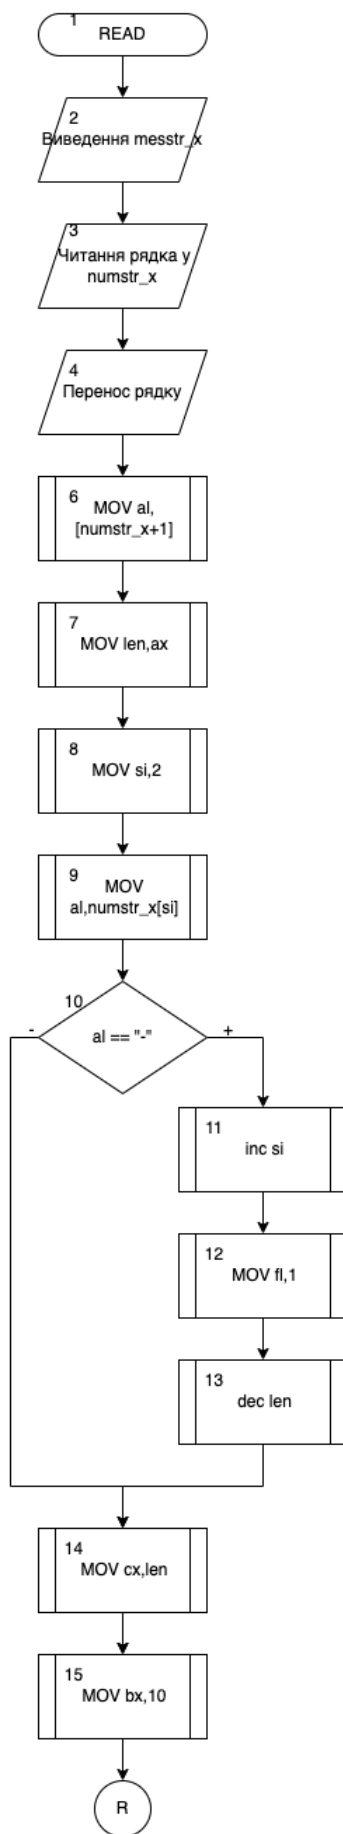 1
READ
2
Виведення messtr_x
3
Читання рядка у
numstr_x
4
Перенос рядку
6
MOV al,
[numstr_x+1]
7
MOV len,ax
8
MOV si,2
9
MOV
al,numstr_x[si]
10
- al == "-" +
11
inc si
12
MOV fl,1
13
dec len
14
MOV cx,len
15
MOV bx,10
R